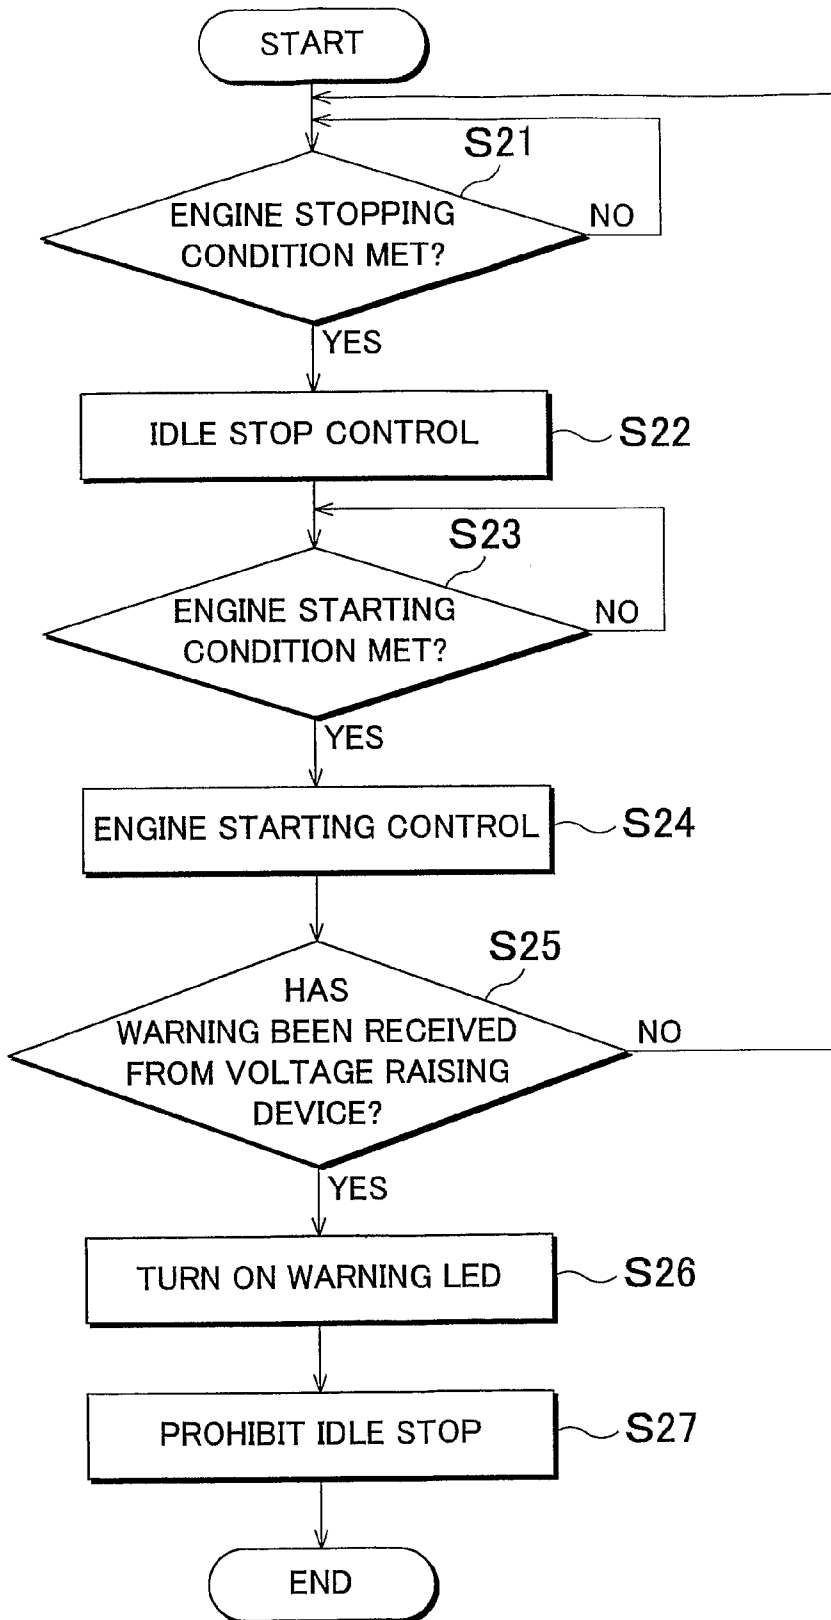 START
S21
ENGINE STOPPING
CONDITION MET?
NO
YES
IDLE STOP CONTROL
S22
S23
ENGINE STARTING
CONDITION MET?
NO
YES
ENGINE STARTING CONTROL
S24
S25
HAS
WARNING BEEN RECEIVED
FROM VOLTAGE RAISING
DEVICE?
NO
YES
TURN ON WARNING LED
S26
PROHIBIT IDLE STOP
S27
END